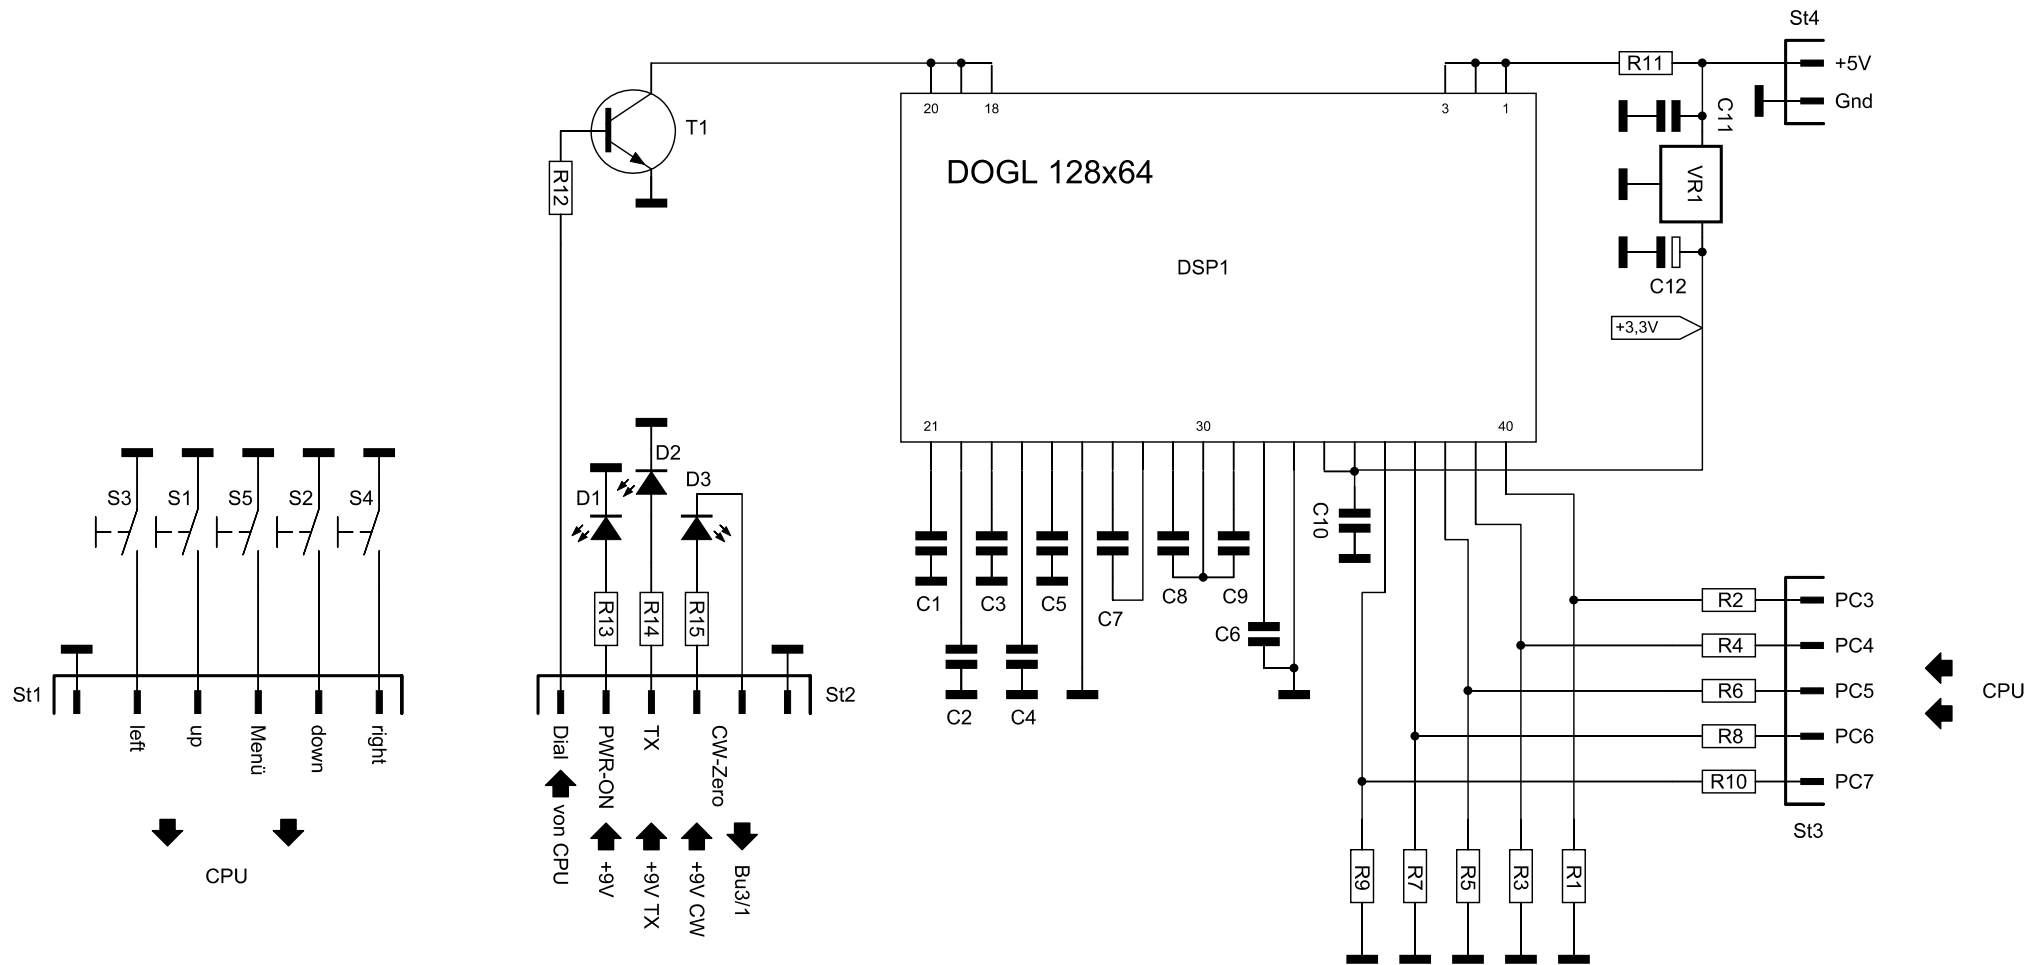 St4
+5V
Gnd
R11
C11
VR1
C12
+3,3V
20
18
3
1
DOGL 128x64
DSP1
21
30
40
T1
R12
D2
D1
D3
R13
R14
R15
S3
S1
S5
S2
S4
St1
left
up
Menü
down
right
CPU
St2
Dial
PWR-ON
TX
CW-Zero
von CPU
+9V
+9V TX
+9V CW
Bu3/1
C1
C3
C5
C7
C8
C9
C6
C10
C2
C4
R2
PC3
R4
PC4
R6
PC5
R8
PC6
R10
PC7
CPU
St3
R9
R7
R5
R3
R1